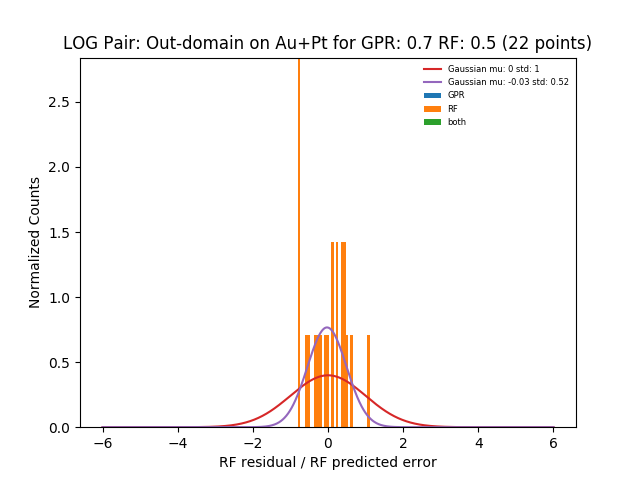 LOG Pair: Out-domain on Au+Pt for GPR: 0.7 RF: 0.5 (22 points)
Gaussian mu: 0 std: 1
Gaussian mu: -0.03 std: 0.52
GPR
RF
both
Normalized Counts
2.5
2.0
1.5
1.0
0.5
0.0
−6 −4 −2 0 2 4 6
RF residual / RF predicted error